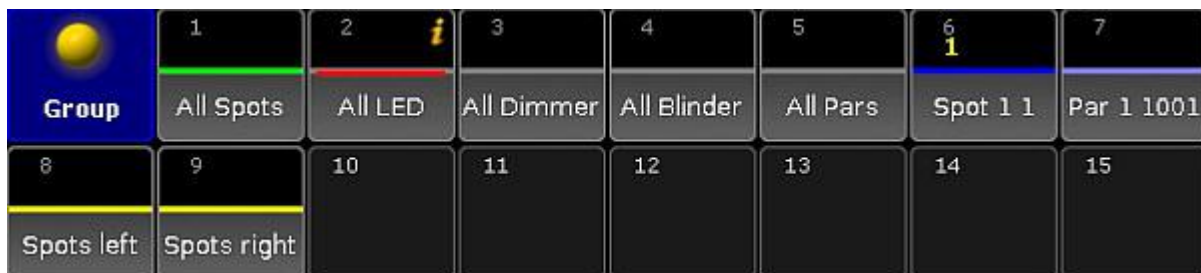 1 2 i 3 4 5 6 7
1
Group All Spots All LED All Dimmer All Blinder All Pars Spot 1 1 Par 1 1001
8 9 10 11 12 13 14 15
Spots left Spots right